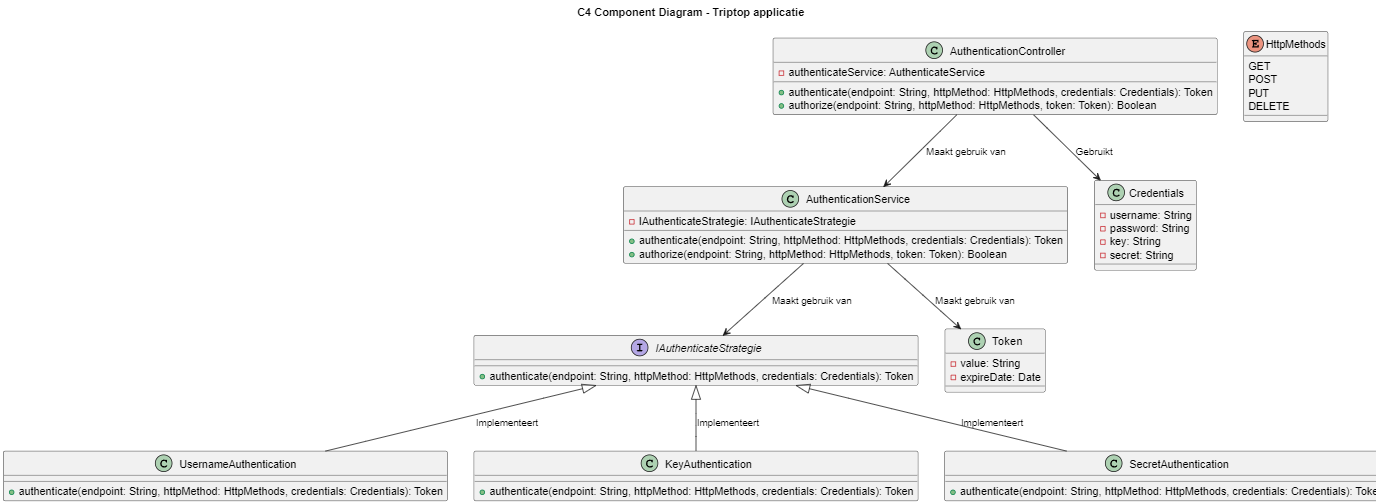 C4 Component Diagram - Triptop applicatie
C AuthenticationController
authenticateService: AuthenticateService
authenticate(endpoint: String, httpMethod: HttpMethods, credentials: Credentials): Token
authorize(endpoint: String, httpMethod: HttpMethods, token: Token): Boolean
E HttpMethods
GET
POST
PUT
DELETE
Maakt gebruik van
Gebruikt
C AuthenticationService
IAuthenticateStrategie: IAuthenticateStrategie
authenticate(endpoint: String, httpMethod: HttpMethods, credentials: Credentials): Token
authorize(endpoint: String, httpMethod: HttpMethods, token: Token): Boolean
C Credentials
username: String
password: String
key: String
secret: String
Maakt gebruik van
Maakt gebruik van
I IAuthenticateStrategie
authenticate(endpoint: String, httpMethod: HttpMethods, credentials: Credentials): Token
C Token
value: String
expireDate: Date
Implementeert
Implementeert
Implementeert
C UsernameAuthentication
authenticate(endpoint: String, httpMethod: HttpMethods, credentials: Credentials): Token
C KeyAuthentication
authenticate(endpoint: String, httpMethod: HttpMethods, credentials: Credentials): Token
C SecretAuthentication
authenticate(endpoint: String, httpMethod: HttpMethods, credentials: Credentials):